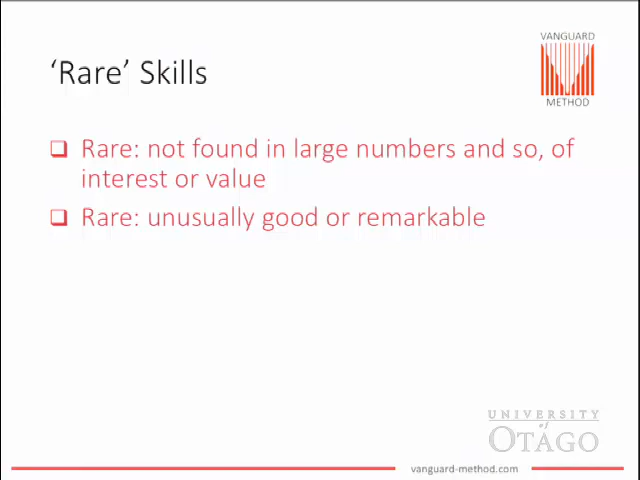 VANGUARD
METHOD
‘Rare’ Skills
Rare: not found in large numbers and so, of
interest or value
Rare: unusually good or remarkable
UNIVERSITY
of
OTĀGO
vanguard-method.com